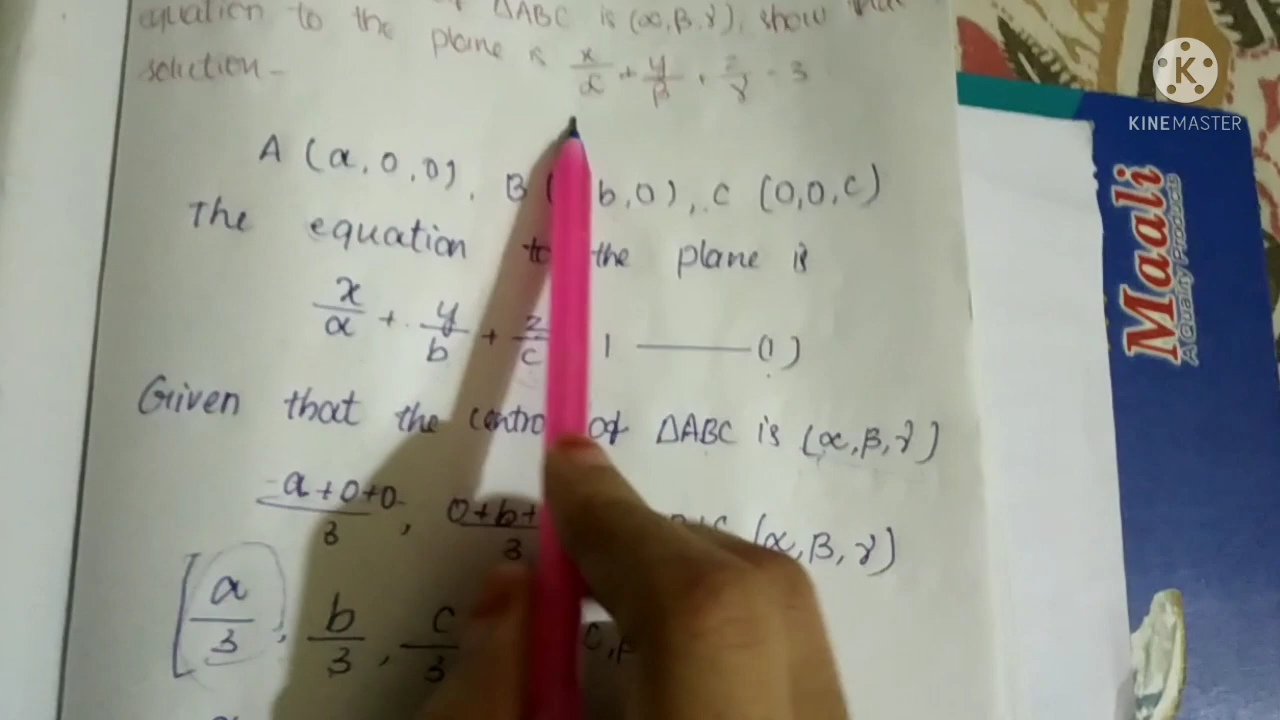 equation to the plane is x/α + y/β + z/γ = 3
ΔABC is (α, β, γ), show that
solution -
A (a, 0, 0), B ( b, 0), C (0, 0, c)
The equation to the plane is
x/a + y/b + z/c 1 ——— (1)
Given that the centro of ΔABC is (α, β, γ)
a+0+0/3, 0+b+/3 (α, β, γ)
[a/3, b/3, c/3
K
KINEMASTER
Maali
A Quality Products